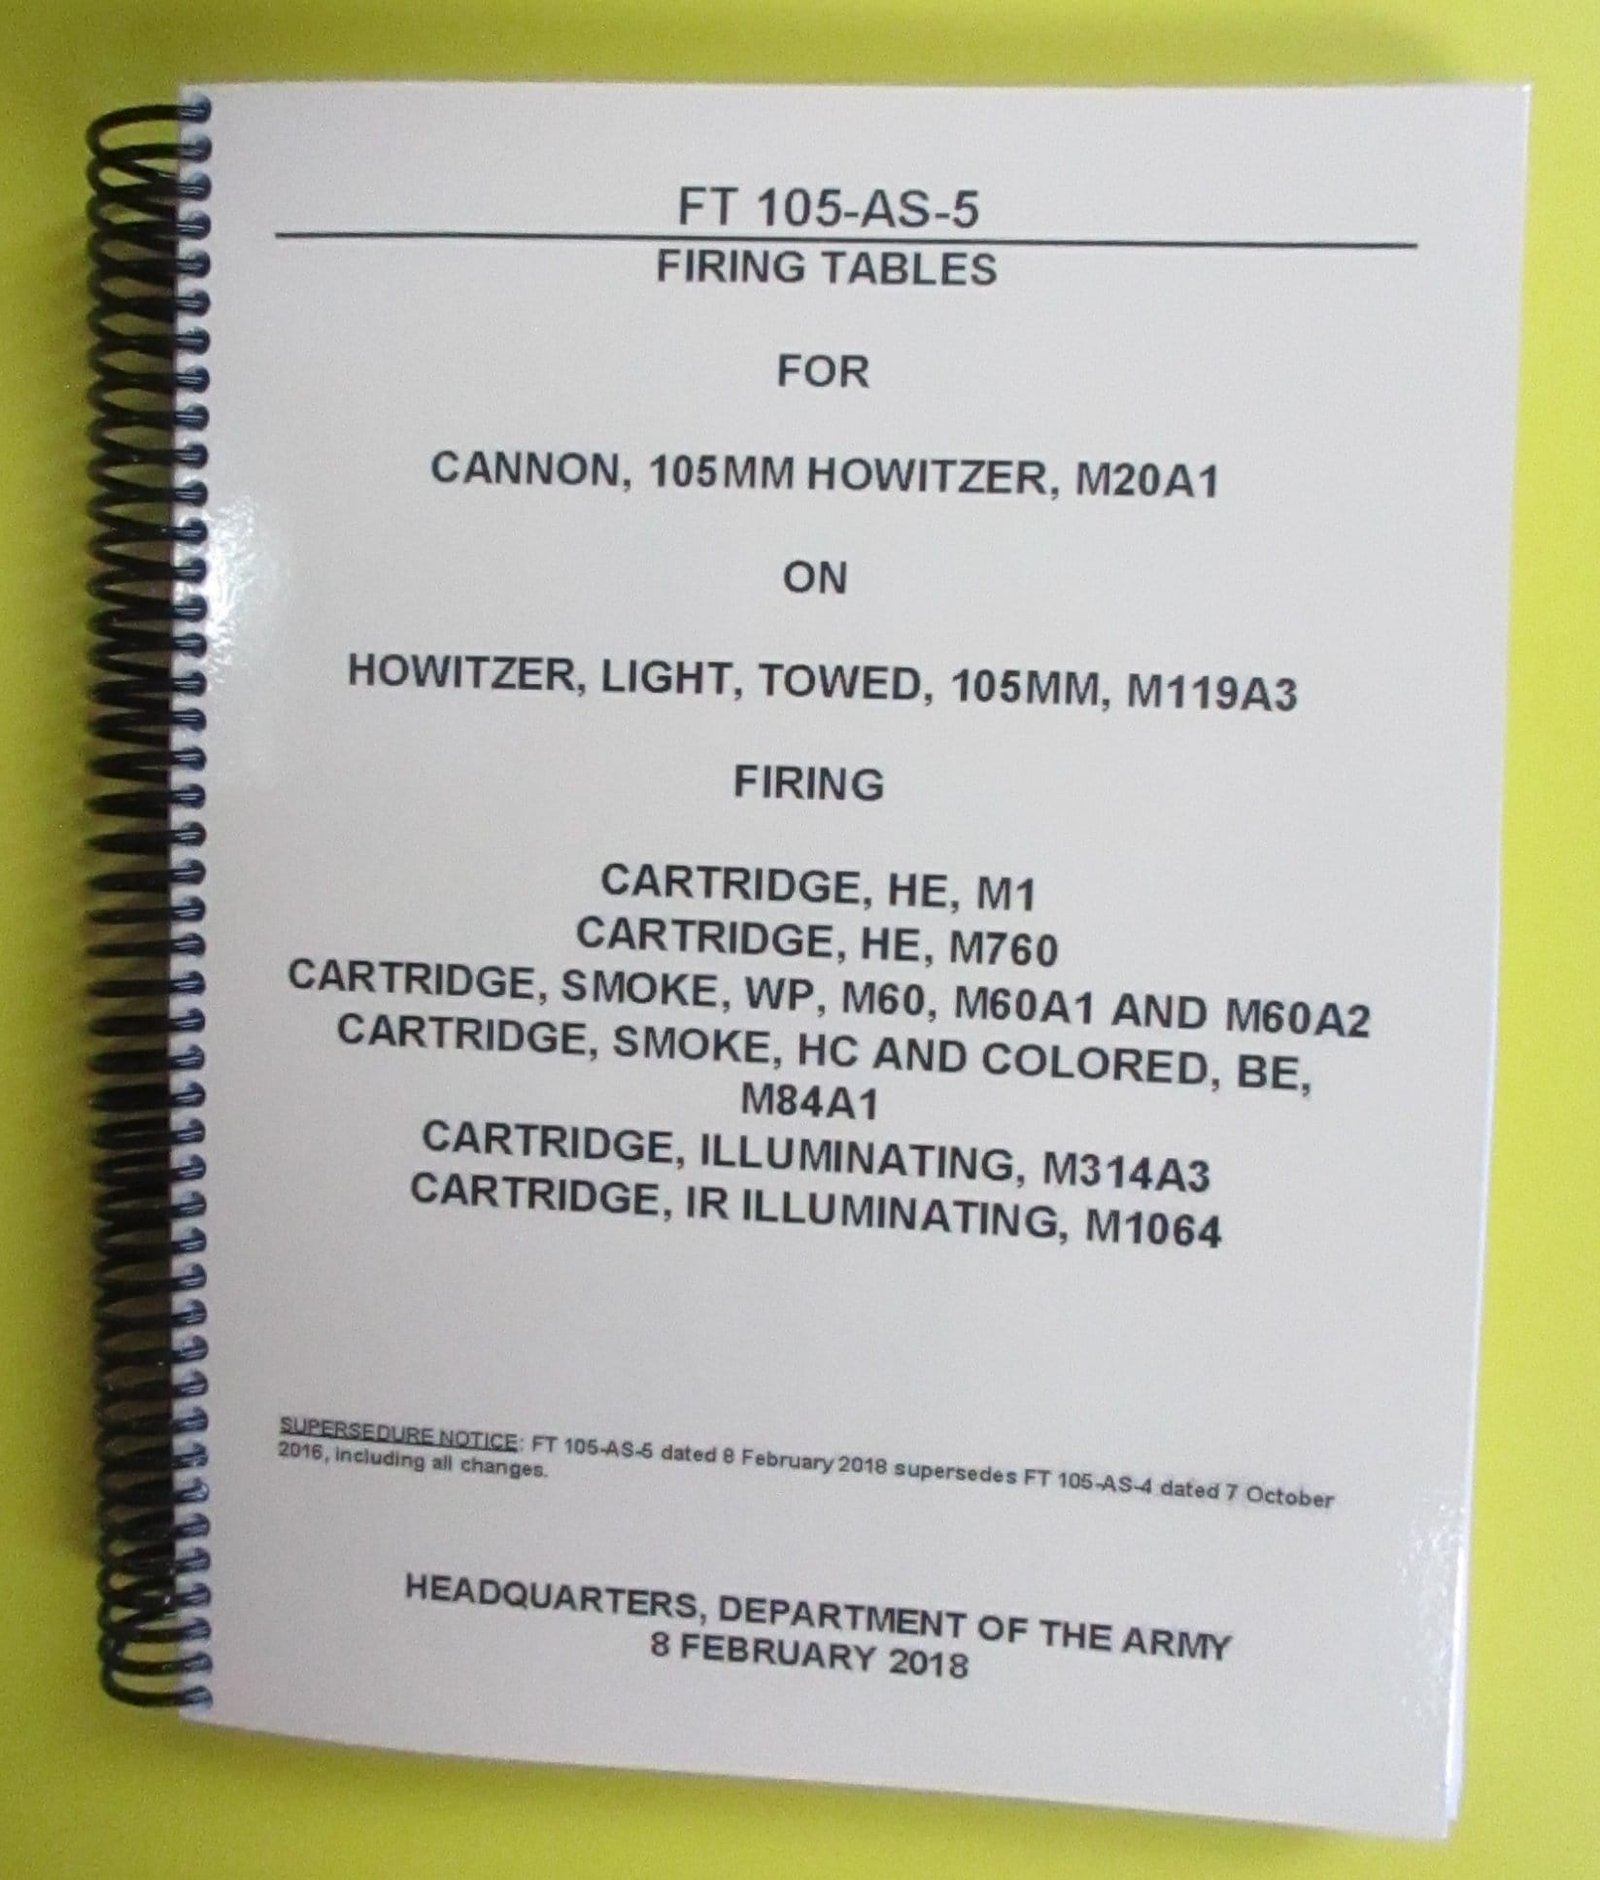 FT 105-AS-5
FIRING TABLES
FOR
CANNON, 105MM HOWITZER, M20A1
ON
HOWITZER, LIGHT, TOWED, 105MM, M119A3
FIRING
CARTRIDGE, HE, M1
CARTRIDGE, HE, M760
CARTRIDGE, SMOKE, WP, M60, M60A1 AND M60A2
CARTRIDGE, SMOKE, HC AND COLORED, BE,
M84A1
CARTRIDGE, ILLUMINATING, M314A3
CARTRIDGE, IR ILLUMINATING, M1064
SUPERSEDURE NOTICE: FT 105-AS-5 dated 8 February 2018 supersedes FT 105-AS-4 dated 7 October
2016, including all changes.
HEADQUARTERS, DEPARTMENT OF THE ARMY
8 FEBRUARY 2018